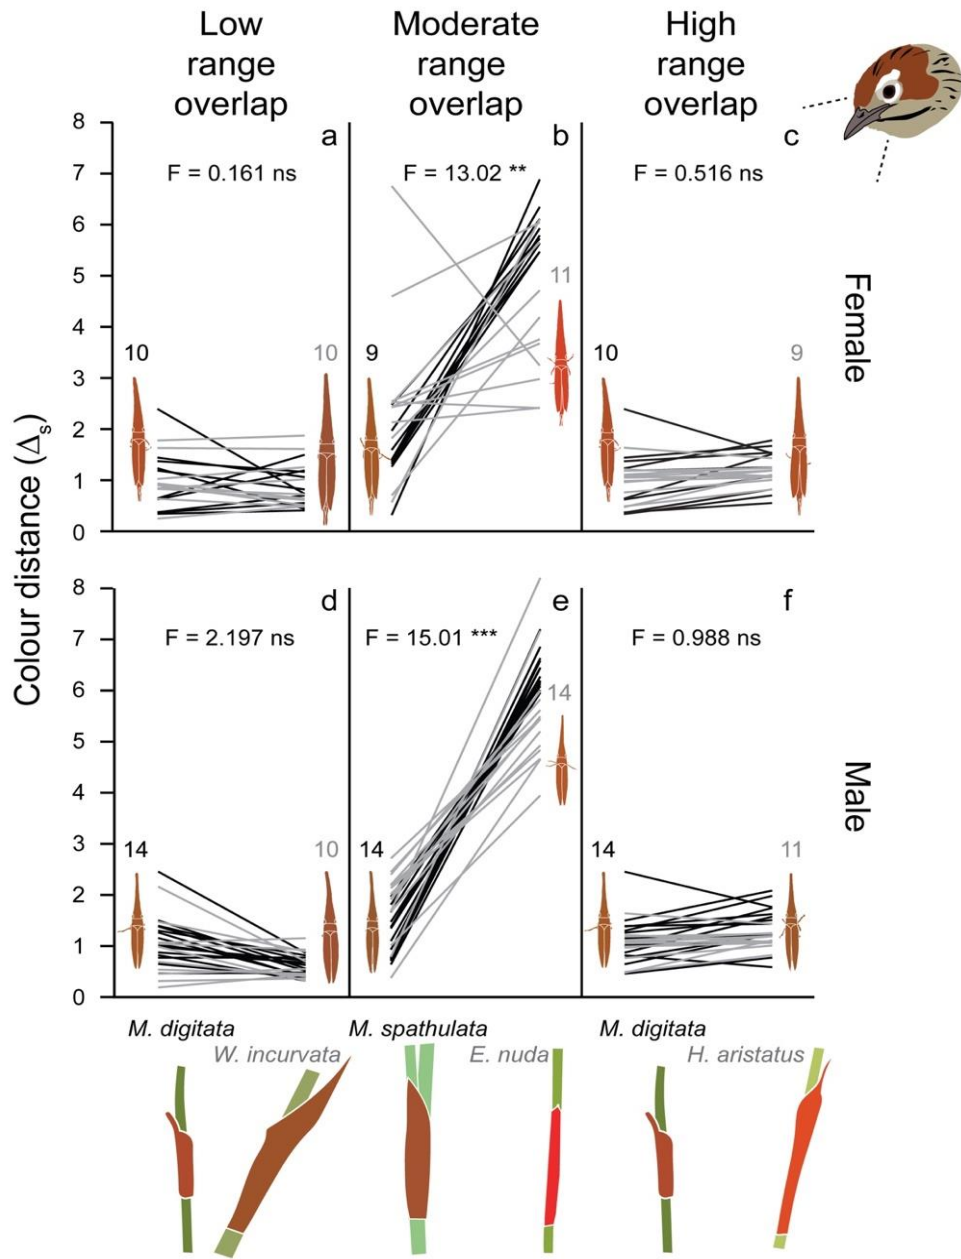 Low
range
overlap
Moderate
range
overlap
High
range
overlap
Colour distance (Δs)
8
7
6
5
4
3
2
1
0
a
F = 0.161 ns
10
10
b
F = 13.02 **
9
11
c
F = 0.516 ns
10
9
Female
8
7
6
5
4
3
2
1
0
d
F = 2.197 ns
14
10
e
F = 15.01 ***
14
14
f
F = 0.988 ns
14
11
Male
M. digitata
W. incurvata
M. spathulata
E. nuda
M. digitata
H. aristatus